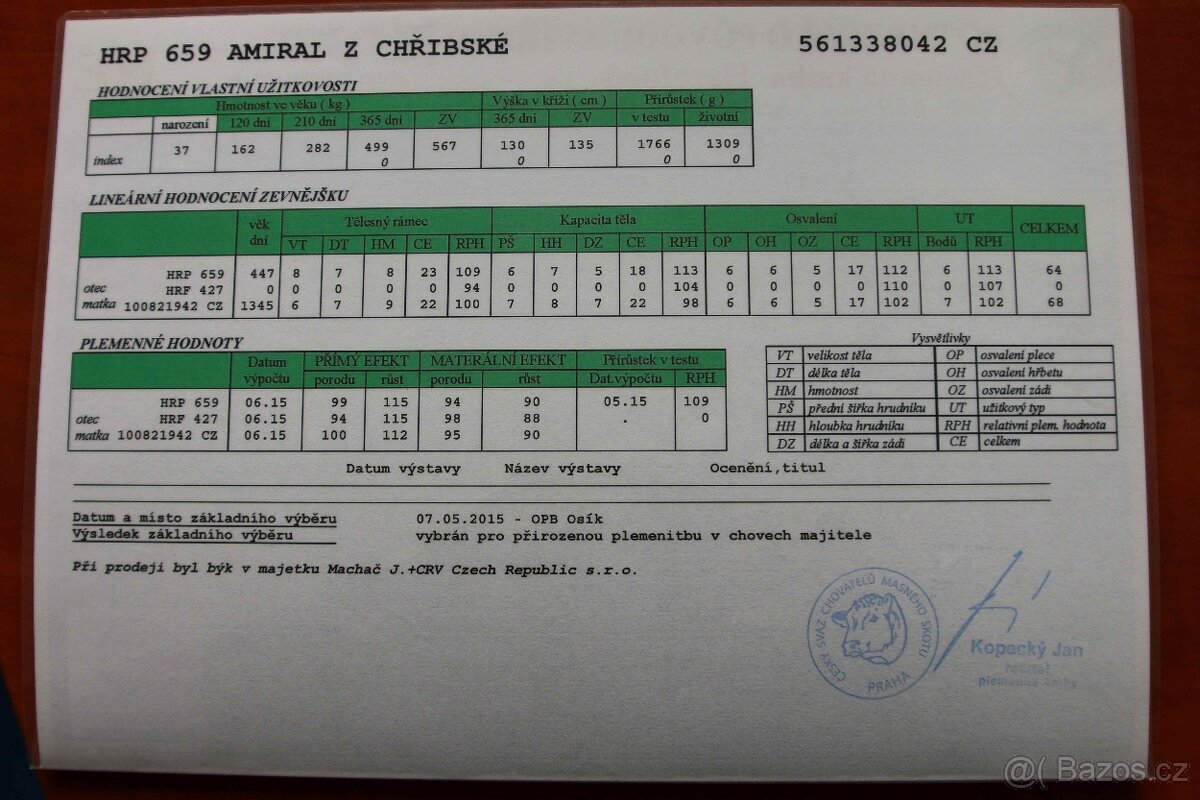 HRP 659 AMIRAL Z CHŘIBSKÉ 561338042 CZ
HODNOCENÍ VLASTNÍ UŽITKOVOSTI
Hmotnost ve věku ( kg ) Výška v kříži ( cm ) Přírůstek ( g )
narození 120 dní 210 dní 365 dní ZV 365 dní ZV v testu životní
37 162 282 499 567 130 135 1766 1309
index 0 0 0 0
LINEÁRNÍ HODNOCENÍ ZEVNĚJŠKU
věk dní Tělesný rámec Kapacita těla Osvalení UT CELKEM
VT DT HM CE RPH PŠ HH DZ CE RPH OP OH OZ CE RPH Bodů RPH
HRP 659 447 8 7 8 23 109 6 7 5 18 113 6 6 5 17 112 6 113 64
otec HRF 427 0 0 0 0 94 0 0 0 0 104 0 0 0 0 110 0 107 0
matka 100821942 CZ 1345 6 7 9 22 100 7 8 7 22 98 6 6 5 17 102 7 102 68
PLEMENNÉ HODNOTY
Datum výpočtu PŘÍMÝ EFEKT MATERÁLNÍ EFEKT Přírůstek v testu
porodu růst porodu růst Dat.výpočtu RPH
HRP 659 06.15 99 115 94 90 05.15 109
otec HRF 427 06.15 94 115 98 88 . 0
matka 100821942 CZ 06.15 100 112 95 90
Vysvětlivky
VT velikost těla OP osvalení plece
DT délka těla OH osvalení hřbetu
HM hmotnost OZ osvalení zádi
PŠ přední šířka hrudníku UT užitkový typ
HH hloubka hrudníku RPH relativní plem. hodnota
DZ délka a šířka zádi CE celkem
Datum výstavy Název výstavy Ocenění,titul
Datum a místo základního výběru 07.05.2015 - OPB Osík
Výsledek základního výběru vybrán pro přirozenou plemenitbu v chovech majitele
Při prodeji byl býk v majetku Machač J.+CRV Czech Republic s.r.o.
ČESKÝ SVAZ CHOVATELŮ MASNÉHO SKOTU
PRAHA
Kopecký Jan
ředitel
plemenné knihy
@( Bazos.cz